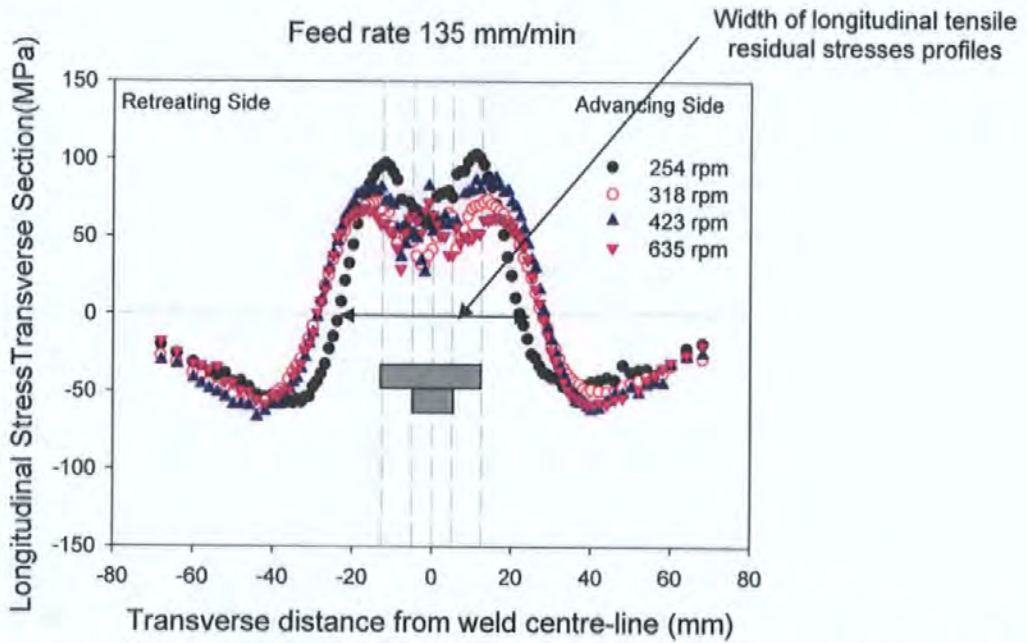 Width of longitudinal tensile
residual stresses profiles
Feed rate 135 mm/min
Longitudinal StressTransverse Section(MPa)
150
100
50
0
-50
-100
-150
Retreating Side
Advancing Side
254 rpm
318 rpm
423 rpm
635 rpm
-80
-60
-40
-20
0
20
40
60
80
Transverse distance from weld centre-line (mm)